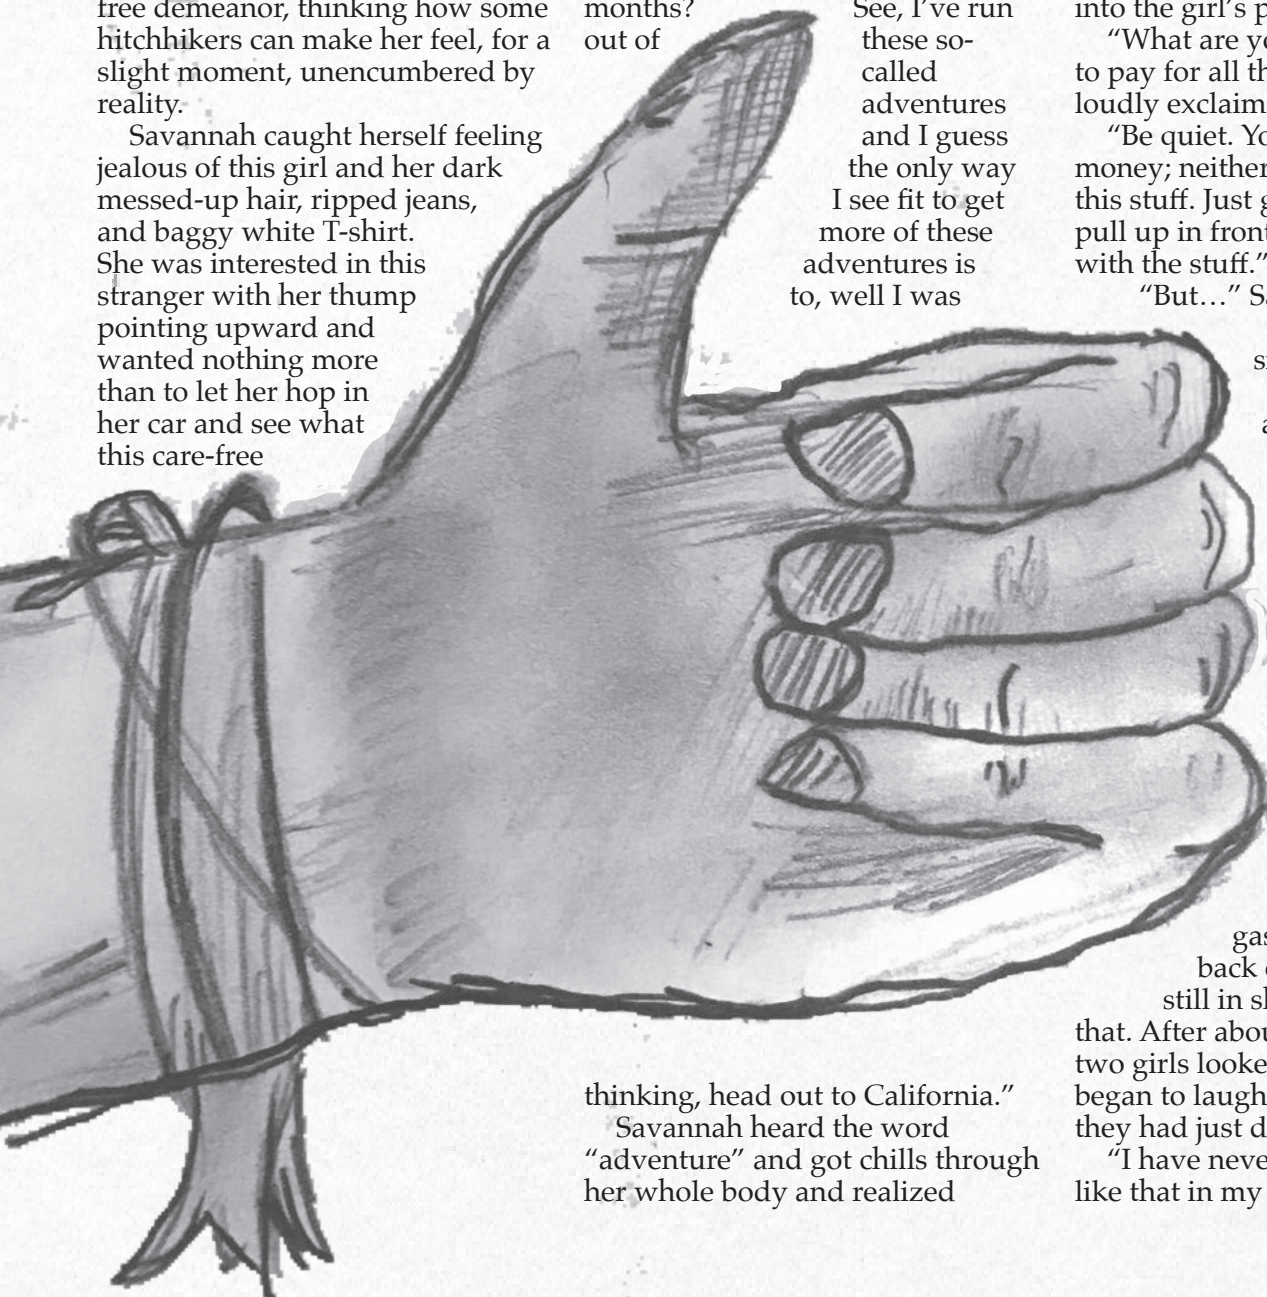 free demeanor, thinking how some
hitchhikers can make her feel, for a
slight moment, unencumbered by
reality.
Savannah caught herself feeling
jealous of this girl and her dark
messed-up hair, ripped jeans,
and baggy white T-shirt.
She was interested in this
stranger with her thump
pointing upward and
wanted nothing more
than to let her hop in
her car and see what
this care-free
months?
out of
See, I’ve run
these so-
called
adventures
and I guess
the only way
I see fit to get
more of these
adventures is
to, well I was
thinking, head out to California.”
Savannah heard the word
“adventure” and got chills through
her whole body and realized
into the girl’s
“What are
to pay for all
loudly
“Be quiet.
money; neither
this stuff. Just
pull up in front
with the stuff.”
“But…”
back
still in
that. After
two girls
began to laugh
they had just
“I have
like that in my